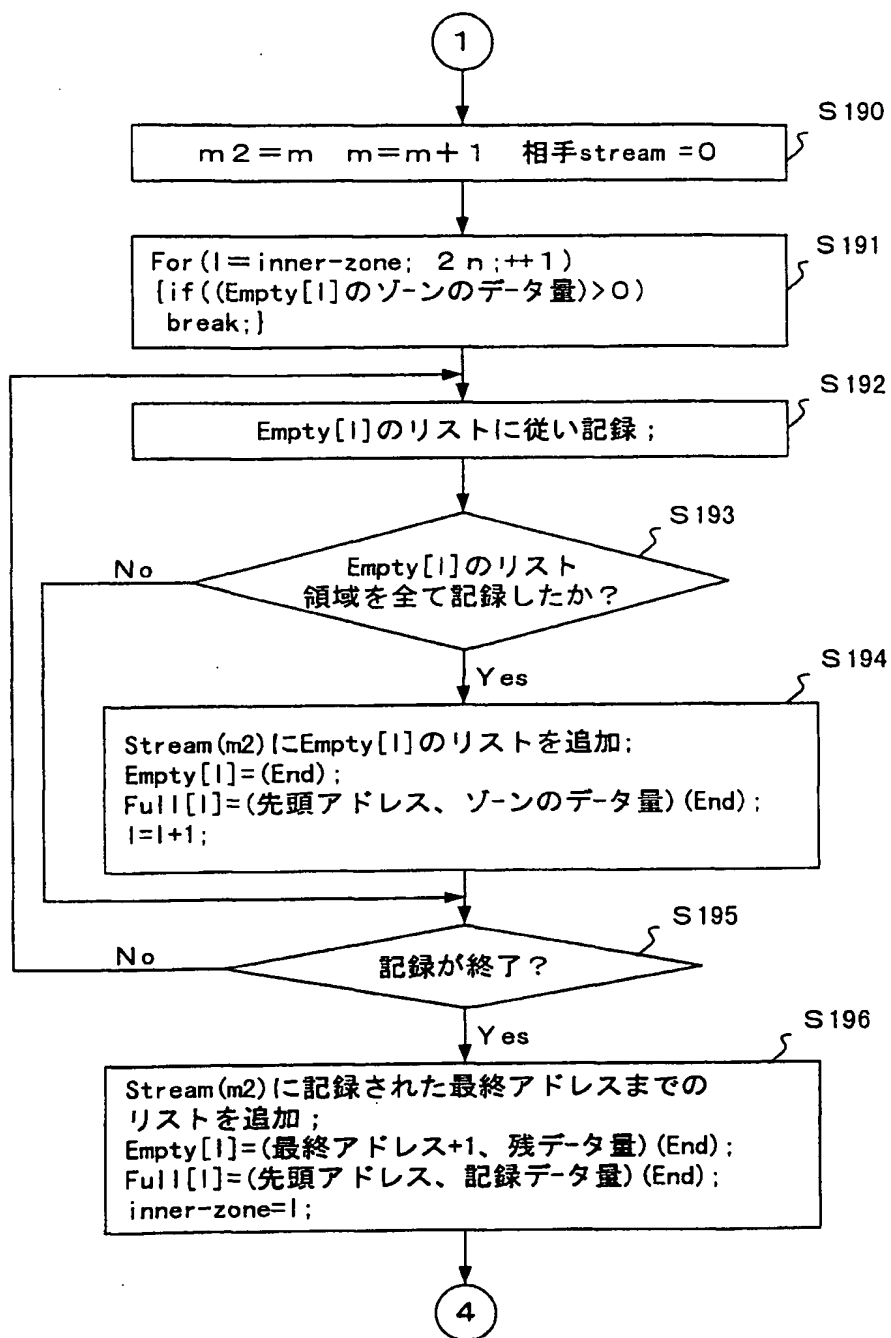 1
S190
m2=m m=m+1 相手stream =0
S191
For(l=inner-zone; 2n;++l)
{if((Empty[l]のゾーンのデータ量)>0)
break;}
S192
Empty[l]のリストに従い記録;
S193
Empty[l]のリスト
領域を全て記録したか?
No
Yes
S194
Stream(m2)にEmpty[l]のリストを追加;
Empty[l]=(End);
Full[l]=(先頭アドレス、ゾーンのデータ量)(End);
l=l+1;
S195
記録が終了?
No
Yes
S196
Stream(m2)に記録された最終アドレスまでの
リストを追加;
Empty[l]=(最終アドレス+1、残データ量)(End);
Full[l]=(先頭アドレス、記録データ量)(End);
inner-zone=l;
4